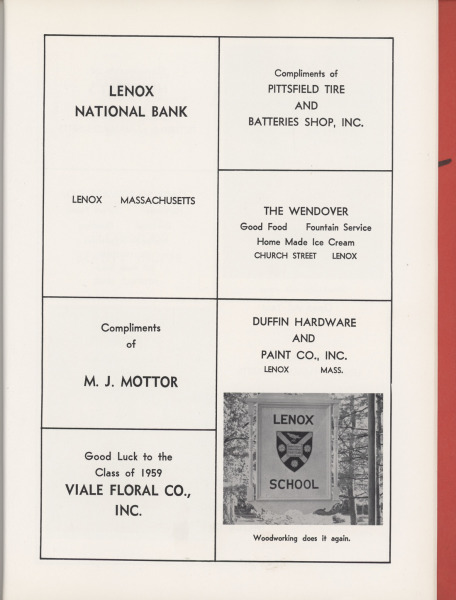 LENOX
NATIONAL BANK
LENOX MASSACHUSETTS
Compliments
of
M. J. MOTTOR
Good Luck to the
Class of 1959
VIALE FLORAL CO.,
INC.
Compliments of
PITTSFIELD TIRE
AND
BATTERIES SHOP, INC.
THE WENDOVER
Good Food Fountain Service
Home Made Ice Cream
CHURCH STREET LENOX
DUFFIN HARDWARE
AND
PAINT CO., INC.
LENOX MASS.
LENOX
SCHOOL
Woodworking does it again.